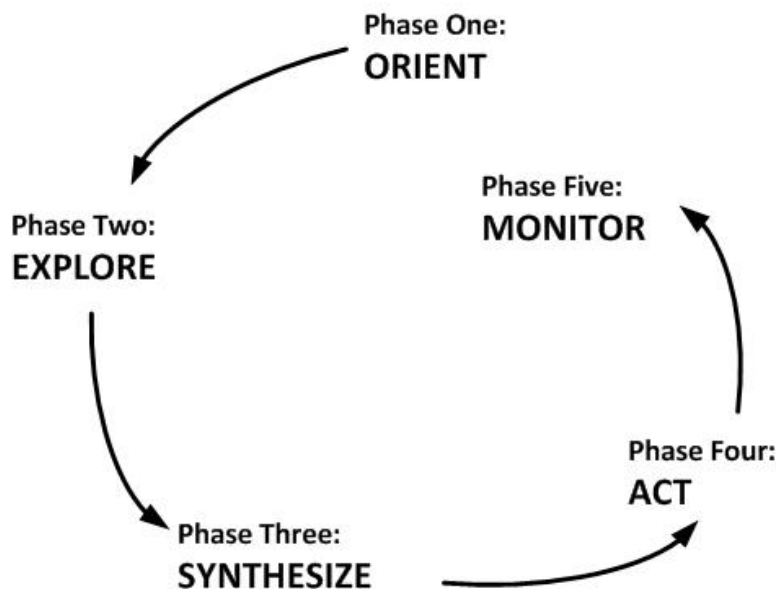 Phase One:
ORIENT
Phase Two:
EXPLORE
Phase Three:
SYNTHESIZE
Phase Four:
ACT
Phase Five:
MONITOR